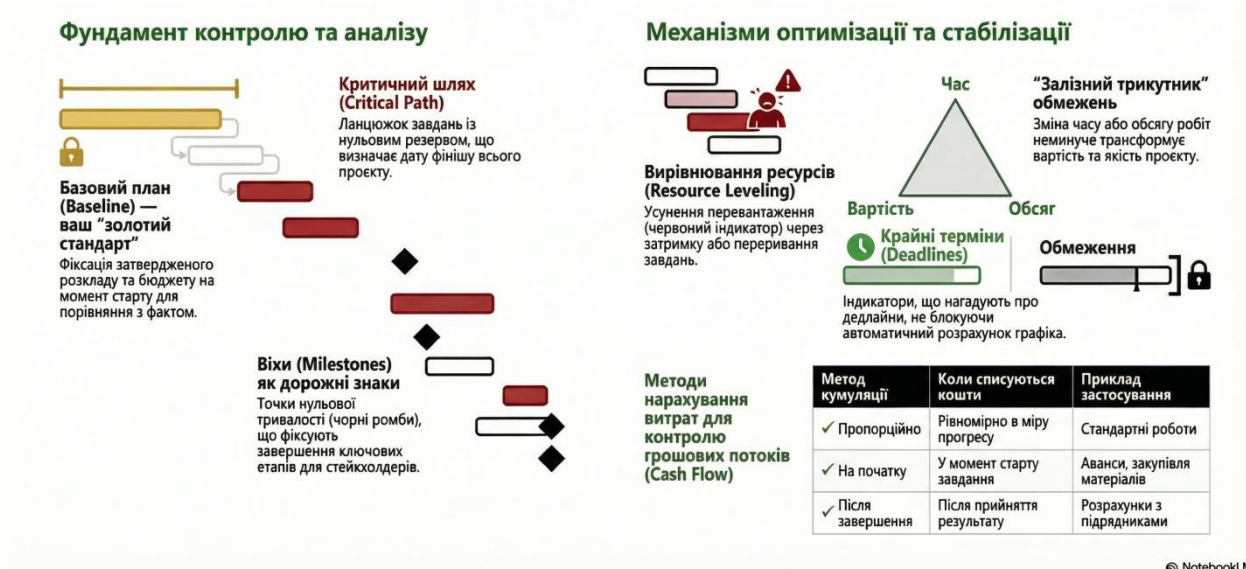 Фундамент контролю та аналізу
Критичний шлях
(Critical Path)
Ланцюжок завдань із
нульовим резервом, що
визначає дату фінішу всього
проєкту.
Базовий план
(Baseline) —
ваш “золотий
стандарт”
Фіксація затвердженого
розкладу та бюджету на
момент старту для
порівняння з фактом.
Віхи (Milestones)
як дорожні знаки
Точки нульової
тривалості (чорні ромби),
що фіксують
завершення ключових
етапів для стейкхолдерів.
Механізми оптимізації та стабілізації
Вирівнювання ресурсів
(Resource Leveling)
Усунення перевантаження
(червоний індикатор) через
затримку або переривання
завдань.
Час
Вартість
Обсяг
“Залізний трикутник”
обмежень
Зміна часу або обсягу робіт
неминуче трансформує
вартість та якість проєкту.
Крайні терміни
(Deadlines)
Обмеження
Індикатори, що нагадують про
дедлайни, не блокуючи
автоматичний розрахунок графіка.
Методи
нарахування
витрат для
контролю
грошових потоків
(Cash Flow)
Метод
кумуляції
Коли списуються
кошти
Приклад
застосування
✓ Пропорційно
Рівномірно в міру
прогресу
Стандартні роботи
✓ На початку
У момент старту
завдання
Аванси, закупівля
матеріалів
✓ Після
завершення
Після прийняття
результату
Розрахунки з
підрядниками